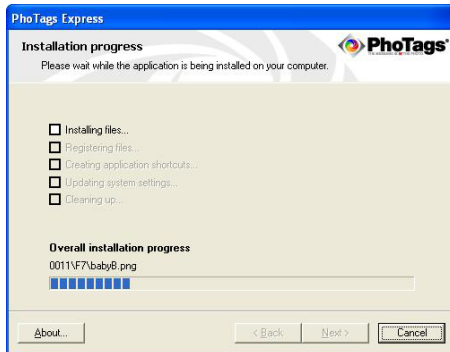 PhoTags Express
Installation progress
Please wait while the application is being installed on your computer.
PhoTags
Installing files...
Registering files...
Creating application shortcuts...
Updating system settings...
Cleaning up...
Overall installation progress
0011\F7\babyB.png
About...
< Back
Next >
Cancel